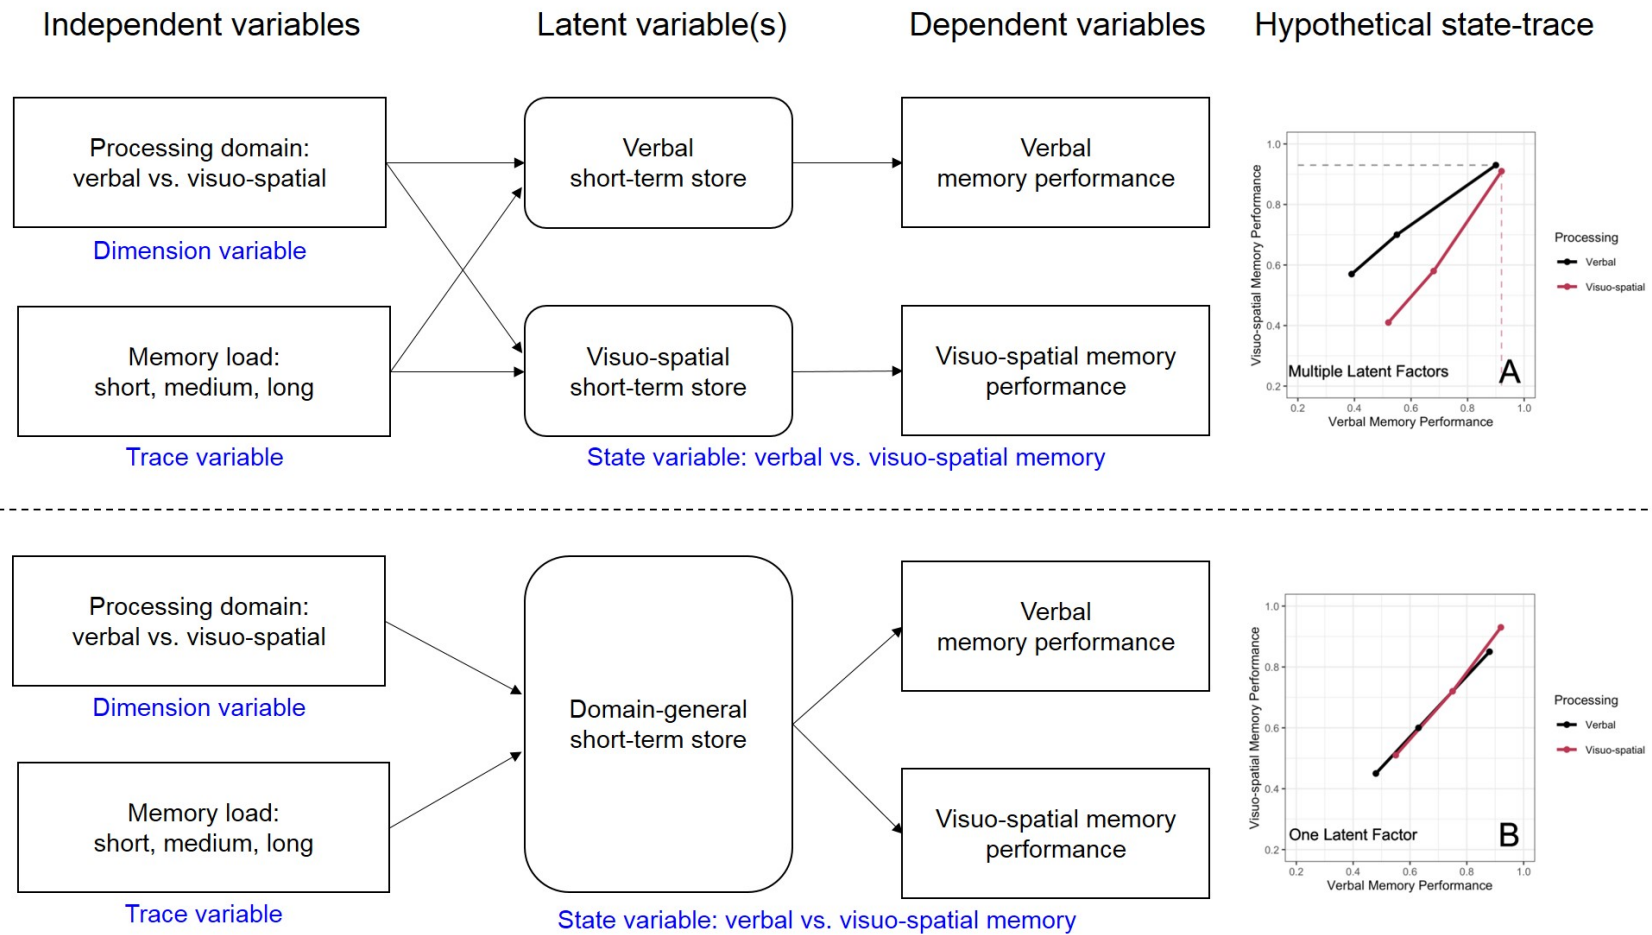 Independent variables
Latent variable(s)
Dependent variables
Hypothetical state-trace
Processing domain:
verbal vs. visuo-spatial
Dimension variable
Memory load:
short, medium, long
Trace variable
Verbal
short-term store
Visuo-spatial
short-term store
Verbal
memory performance
Visuo-spatial memory
performance
State variable: verbal vs. visuo-spatial memory
Visuo-spatial Memory Performance
1.0
0.8
0.6
0.4
0.2
Multiple Latent Factors
A
0.2
0.4
0.6
0.8
1.0
Verbal Memory Performance
Processing
Verbal
Visuo-spatial
Processing domain:
verbal vs. visuo-spatial
Dimension variable
Memory load:
short, medium, long
Trace variable
Domain-general
short-term store
Verbal
memory performance
Visuo-spatial memory
performance
State variable: verbal vs. visuo-spatial memory
Visuo-spatial Memory Performance
1.0
0.8
0.6
0.4
0.2
One Latent Factor
B
0.2
0.4
0.6
0.8
1.0
Verbal Memory Performance
Processing
Verbal
Visuo-spatial